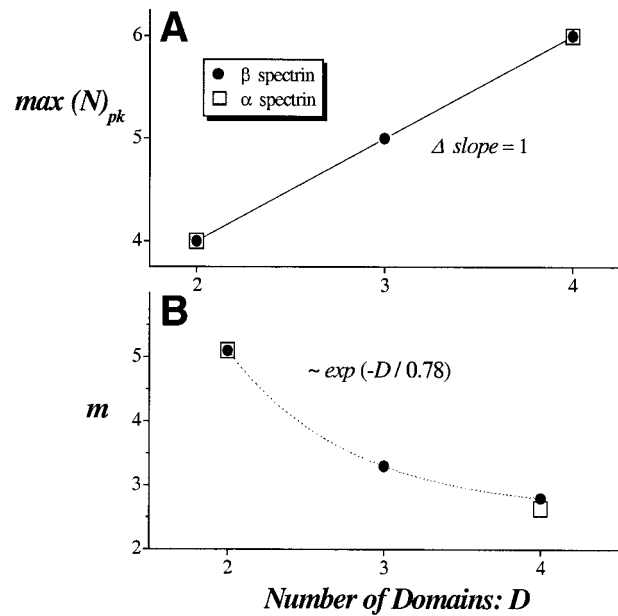 A
6
β spectrin
α spectrin
max (N)pk
5
Δ slope = 1
4
2 3 4
B
5
~ exp (-D / 0.78)
m
4
3
2
2 3 4
Number of Domains: D